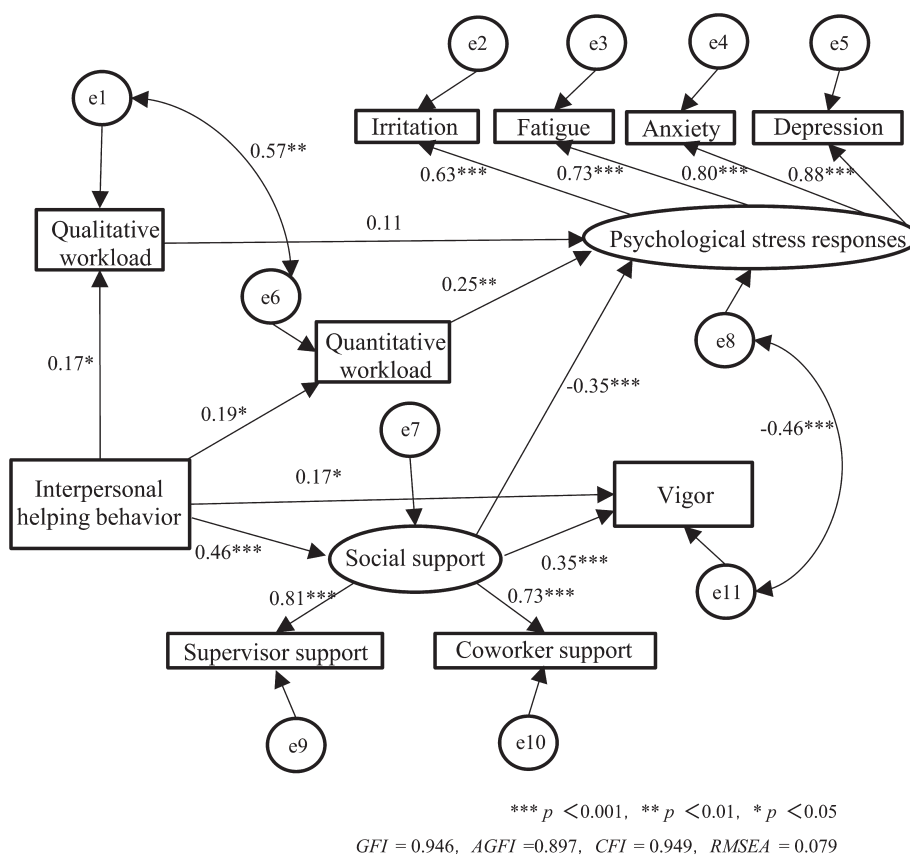 e2
e3
e4
e5
e1
Irritation
Fatigue
Anxiety
Depression
0.57**
0.63***
0.73***
0.80***
0.88***
Qualitative
workload
0.11
Psychological stress responses
e6
0.25**
e8
Quantitative
workload
0.17*
-0.35***
0.19*
e7
-0.46***
Interpersonal
helping behavior
0.17*
Vigor
0.46***
Social support
0.35***
e11
0.81***
0.73***
Supervisor support
Coworker support
e9
e10
*** p <0.001, ** p <0.01, * p <0.05
GFI = 0.946, AGFI =0.897, CFI = 0.949, RMSEA = 0.079